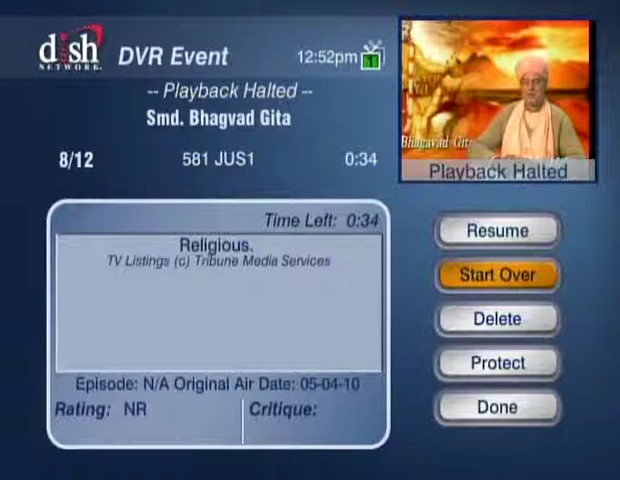 dish
NETWORK
DVR Event
12:52pm
-- Playback Halted --
Smd. Bhagvad Gita
8/12 581 JUS1 0:34
Bhagavad Git
Playback Halted
Time Left: 0:34
Religious.
TV Listings (c) Tribune Media Services
Episode: N/A Original Air Date: 05-04-10
Rating: NR Critique:
Resume
Start Over
Delete
Protect
Done